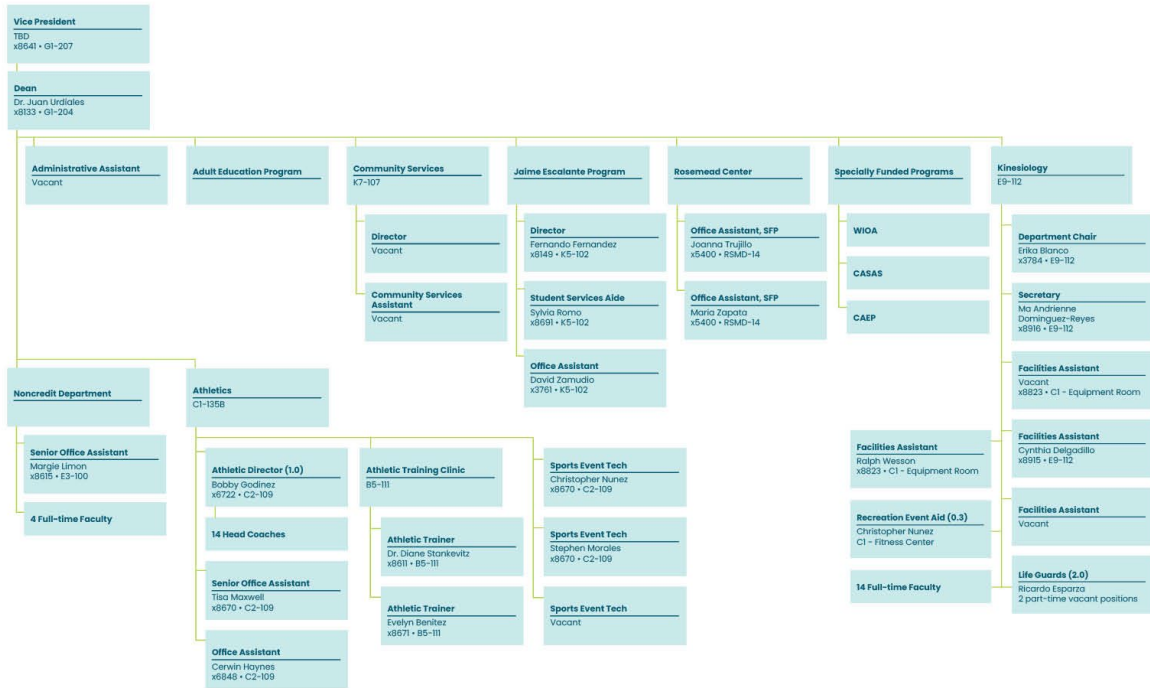 Vice President
TBD
x8641 • G1-207
Dean
Dr. Juan Urdiales
x8133 • G1-204
Administrative Assistant
Vacant
Adult Education Program
Community Services
K7-107
Director
Vacant
Community Services
Assistant
Vacant
Jaime Escalante Program
Director
Fernando Fernandez
x8149 • K5-102
Student Services Aide
Sylvia Romo
x8691 • K5-102
Office Assistant
David Zamudio
x3761 • K5-102
Rosemead Center
Office Assistant, SFP
Joanna Trujillo
x5400 • RSMD-14
Office Assistant, SFP
Maria Zapata
x5400 • RSMD-14
Specially Funded Programs
WIOA
CASAS
CAEP
Kinesiology
E9-112
Department Chair
Erika Blanco
x3784 • E9-112
Secretary
Ma Andrienne
Dominguez-Reyes
x8916 • E9-112
Facilities Assistant
Vacant
x8823 • C1 - Equipment Room
Facilities Assistant
Cynthia Delgadillo
x8915 • E9-112
Facilities Assistant
Vacant
Life Guards (2.0)
Ricardo Esparza
2 part-time vacant positions
Facilities Assistant
Ralph Wesson
x8823 • C1 - Equipment Room
Recreation Event Aid (0.3)
Christopher Nunez
C1 - Fitness Center
14 Full-time Faculty
Noncredit Department
Senior Office Assistant
Margie Limon
x8615 • E3-100
4 Full-time Faculty
Athletics
C1-135B
Athletic Director (1.0)
Bobby Godinez
x6722 • C2-109
14 Head Coaches
Senior Office Assistant
Tisa Maxwell
x8670 • C2-109
Office Assistant
Cerwin Haynes
x6848 • C2-109
Athletic Training Clinic
B5-111
Athletic Trainer
Dr. Diane Stankevitz
x8611 • B5-111
Athletic Trainer
Evelyn Benitez
x8671 • B5-111
Sports Event Tech
Christopher Nunez
x8670 • C2-109
Sports Event Tech
Stephen Morales
x8670 • C2-109
Sports Event Tech
Vacant